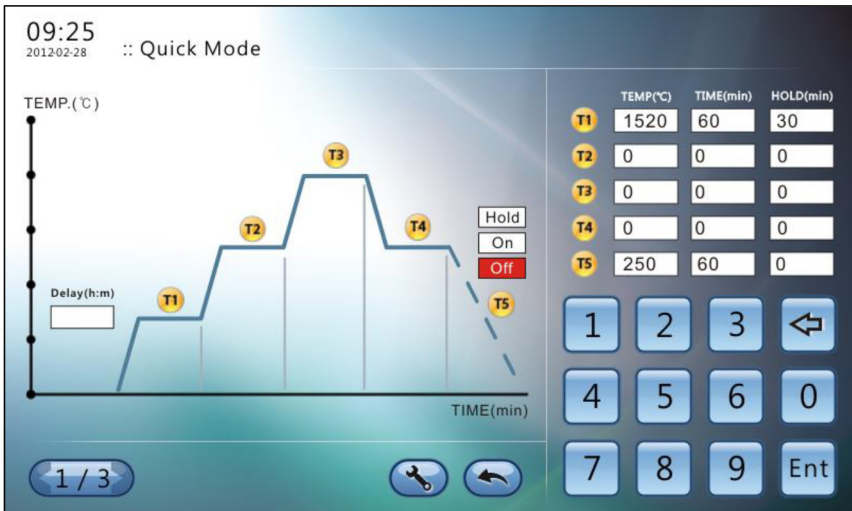 09:25
2012-02-28
:: Quick Mode
TEMP.(℃)
T3
T2
T4
Hold
On
Off
Delay(h:m)
T1
T5
TIME(min)
1 / 3
TEMP(℃) TIME(min) HOLD(min)
T1 1520 60 30
T2 0 0 0
T3 0 0 0
T4 0 0 0
T5 250 60 0
1 2 3
4 5 6 0
7 8 9 Ent